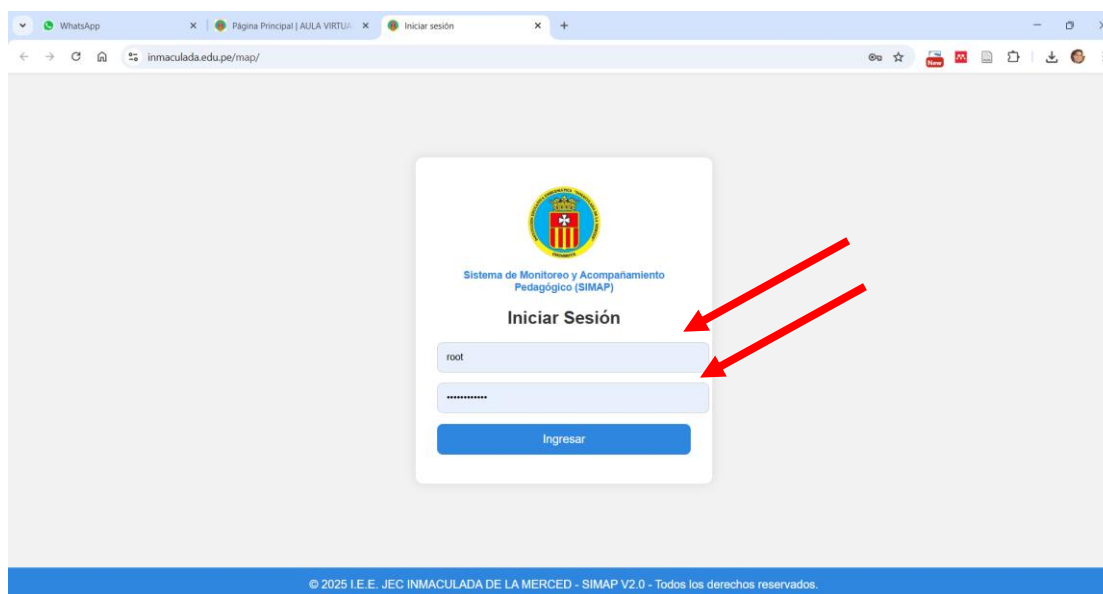 WhatsApp
Página Principal | AULA VIRTUA
Iniciar sesión
inmaculada.edu.pe/map/
New
Sistema de Monitoreo y Acompañamiento
Pedagógico (SIMAP)
Iniciar Sesión
root
••••••••••••
Ingresar
© 2025 I.E.E. JEC INMACULADA DE LA MERCED - SIMAP V2.0 - Todos los derechos reservados.